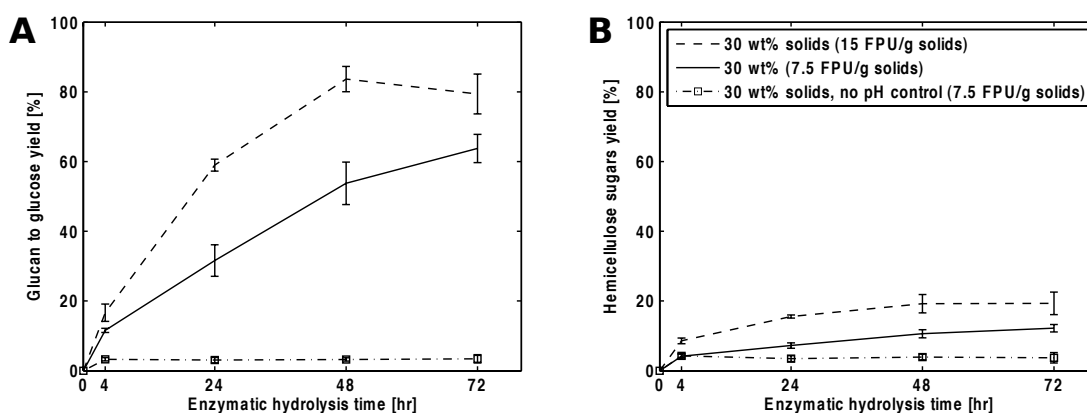 A
Glucan to glucose yield [%]
100
80
60
40
20
0
0 4 24 48 72
Enzymatic hydrolysis time [hr]
B
Hemicellulose sugars yield [%]
100
80
60
40
20
0
30 wt% solids (15 FPU/g solids)
30 wt% (7.5 FPU/g solids)
30 wt% solids, no pH control (7.5 FPU/g solids)
0 4 24 48 72
Enzymatic hydrolysis time [hr]